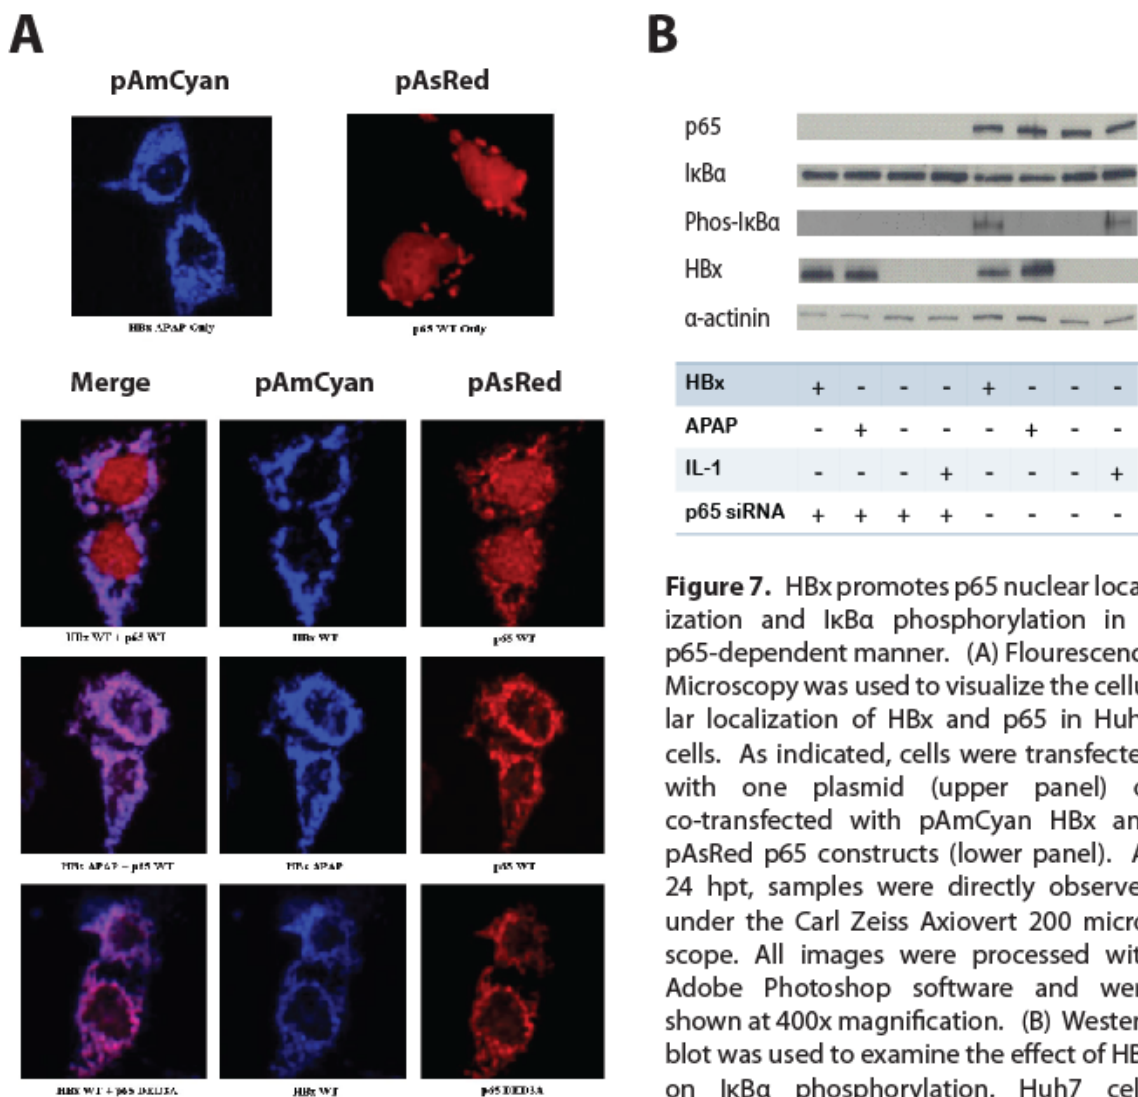 A
pAmCyan
pAsRed
HBx APAP Only
p65 WT Only
Merge
pAmCyan
pAsRed
HBx WT + p65 WT
HBx WT
p65 WT
HBx APAP + p65 WT
HBx APAP
p65 WT
HBx WT + p65 DED3A
HBx WT
p65 DED3A
B
p65
IκBα
Phos-IκBα
HBx
α-actinin
HBx + - - - + - - -
APAP - + - - - + - -
IL-1 - - - + - - - +
p65 siRNA + + + + - - - -
Figure 7. HBx promotes p65 nuclear local
ization and IκBα phosphorylation in
p65-dependent manner. (A) Flourescenc
Microscopy was used to visualize the cellu
lar localization of HBx and p65 in Huh
cells. As indicated, cells were transfecte
with one plasmid (upper panel) o
co-transfected with pAmCyan HBx an
pAsRed p65 constructs (lower panel). A
24 hpt, samples were directly observe
under the Carl Zeiss Axiovert 200 micro
scope. All images were processed wit
Adobe Photoshop software and wer
shown at 400x magnification. (B) Wester
blot was used to examine the effect of HB
on IκBα phosphorylation. Huh7 cel